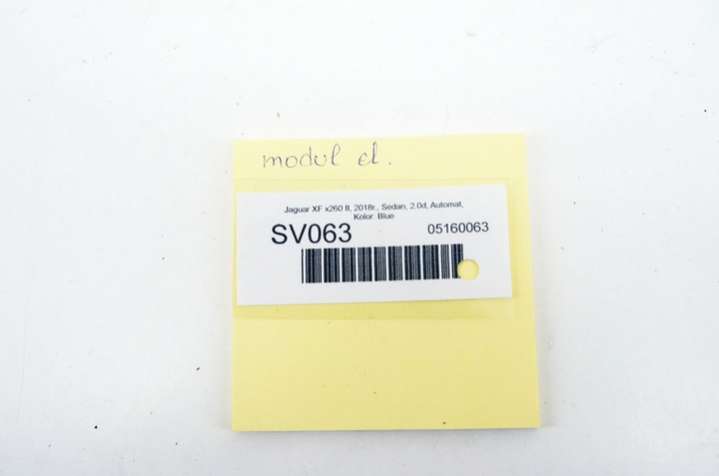 modul el.
Jaguar XF x260 II, 2018r., Sedan, 2.0d, Automat,
Kolor: Blue
SV063 05160063